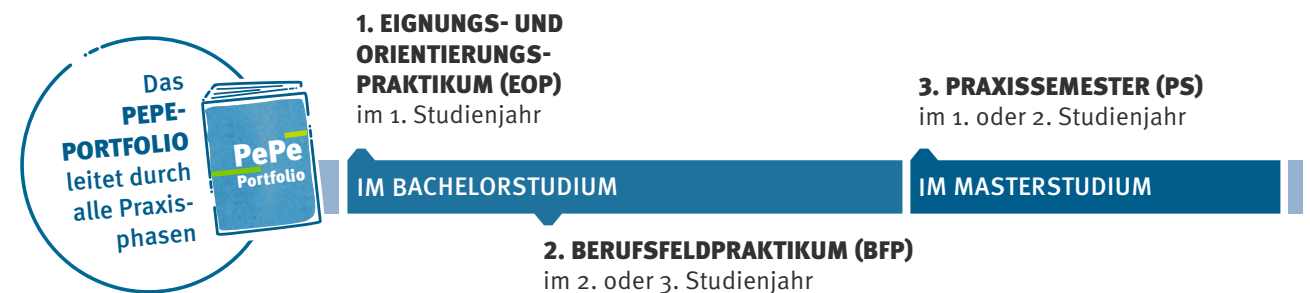 Das
PEPE-
PORTFOLIO
leitet durch
alle Praxis-
phasen
PePe
Portfolio
1. EIGNUNGS- UND
ORIENTIERUNGS-
PRAKTIKUM (EOP)
im 1. Studienjahr
IM BACHELORSTUDIUM
2. BERUFSFELDPRAKTIKUM (BFP)
im 2. oder 3. Studienjahr
3. PRAXISSEMESTER (PS)
im 1. oder 2. Studienjahr
IM MASTERSTUDIUM